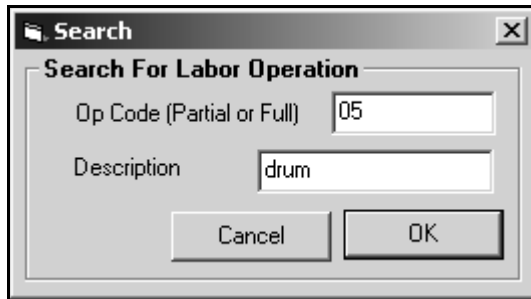 Search
Search For Labor Operation
Op Code (Partial or Full) 05
Description drum
Cancel OK